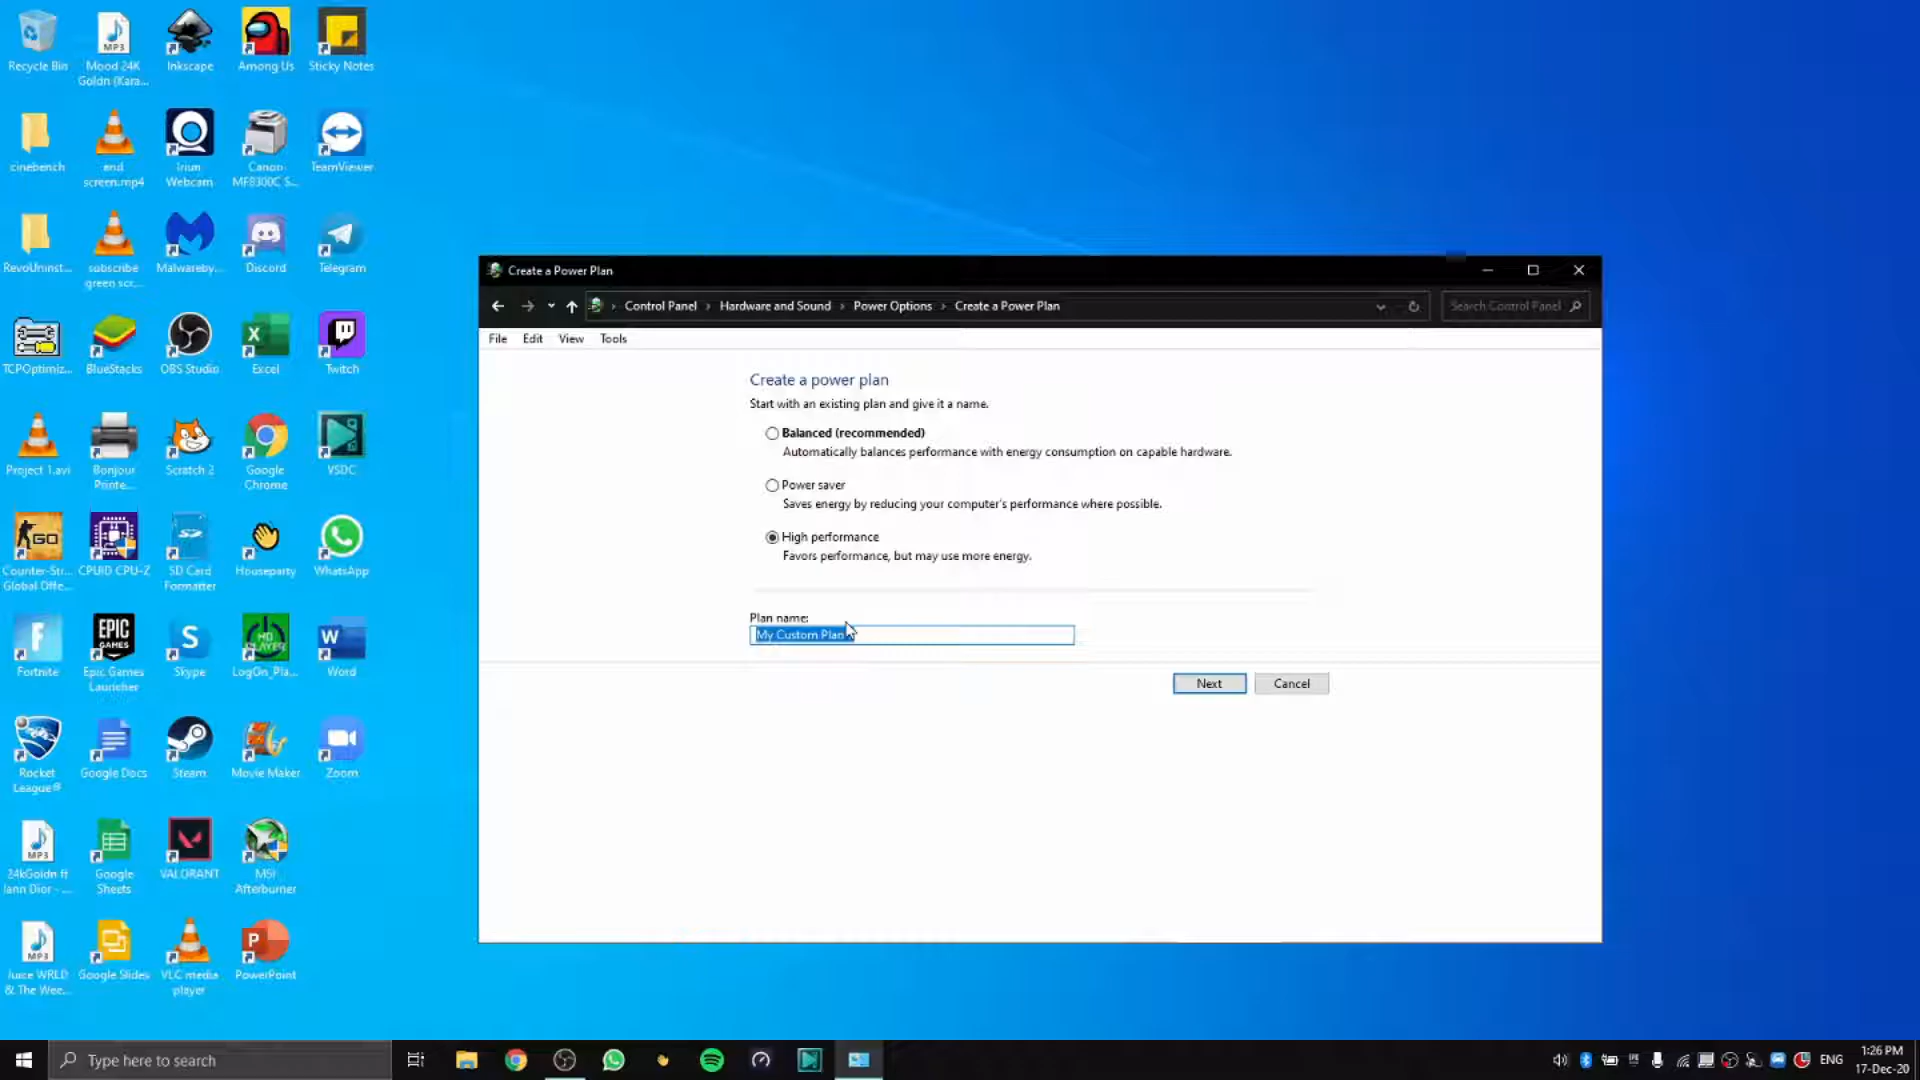 Recycle Bin
Mood 24K
Goldn (Kara...
Inkscape
Among Us
Sticky Notes
cinebench
end
screen.mp4
Iriun
Webcam
Canon
MF8300C S...
TeamViewer
RevoUninst...
subscribe
green scr...
Malwareby...
Discord
Telegram
TCPOptimiz...
BlueStacks
OBS Studio
Excel
Twitch
Project 1.avi
Bonjour
Printe...
Scratch 2
Google
Chrome
VSDC
Counter-Str...
Global Offe...
CPUID CPU-Z
SD Card
Formatter
Houseparty
WhatsApp
Fortnite
Epic Games
Launcher
Skype
LogOn_Pla...
Word
Rocket
League®
Google Docs
Steam
Movie Maker
Zoom
24kGoldn ft
Iann Dior - ...
Google
Sheets
VALORANT
MSI
Afterburner
Juice WRLD
& The Wee...
Google Slides
VLC media
player
PowerPoint
Create a Power Plan
Control Panel > Hardware and Sound > Power Options > Create a Power Plan
Search Control Panel
File Edit View Tools
Create a power plan
Start with an existing plan and give it a name.
Balanced (recommended)
Automatically balances performance with energy consumption on capable hardware.
Power saver
Saves energy by reducing your computer's performance where possible.
High performance
Favors performance, but may use more energy.
Plan name:
My Custom Plan
Next
Cancel
Type here to search
ENG
1:26 PM
17-Dec-20